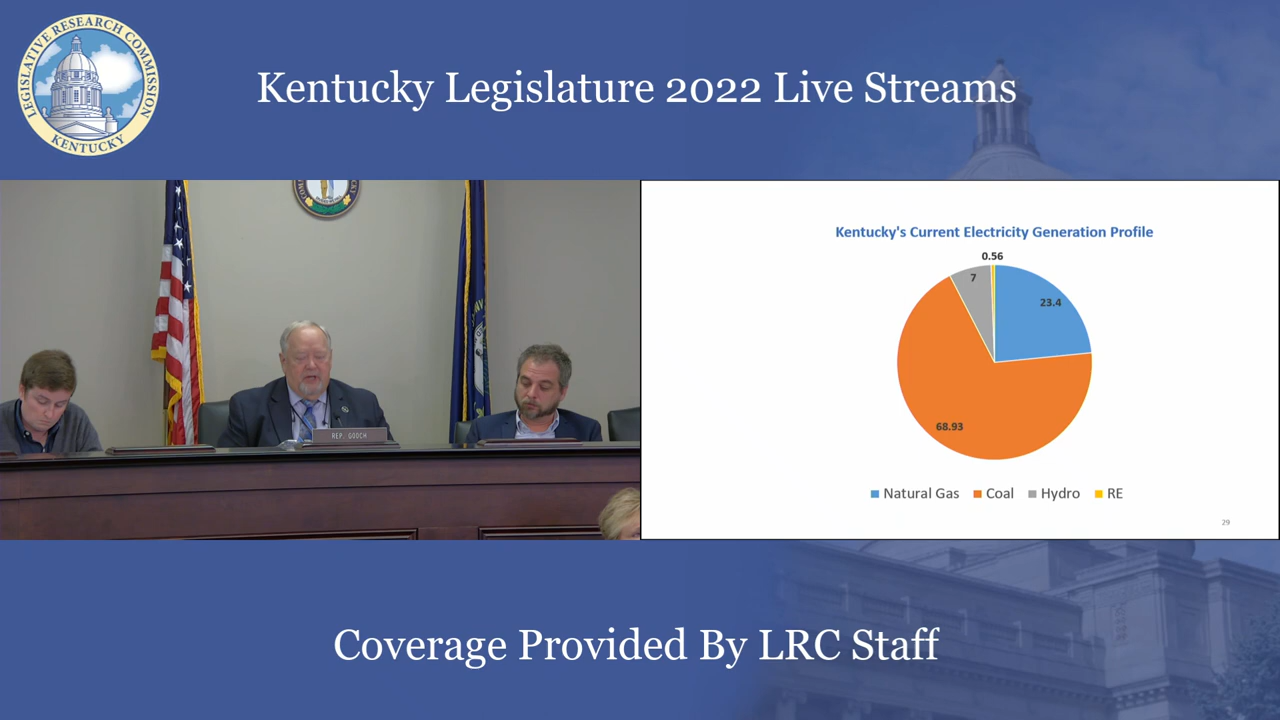 LEGISLATIVE RESEARCH COMMISSION
KENTUCKY
Kentucky Legislature 2022 Live Streams
REP. GOOCH
Kentucky's Current Electricity Generation Profile
0.56
7
23.4
68.93
Natural Gas Coal Hydro RE
29
Coverage Provided By LRC Staff